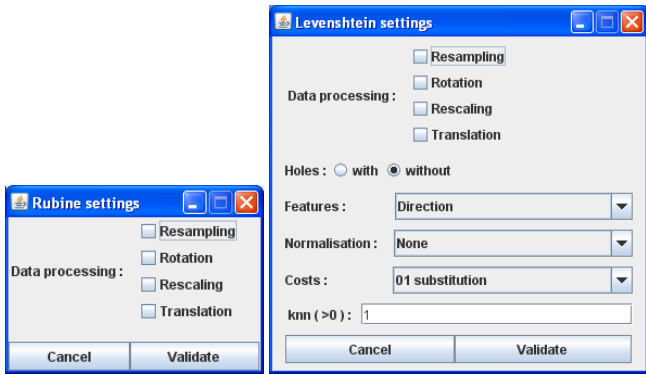 Rubine settings
Data processing :
Resampling
Rotation
Rescaling
Translation
Cancel Validate
Levenshtein settings
Data processing :
Resampling
Rotation
Rescaling
Translation
Holes : with without
Features : Direction
Normalisation : None
Costs : 01 substitution
knn ( >0 ) : 1
Cancel Validate